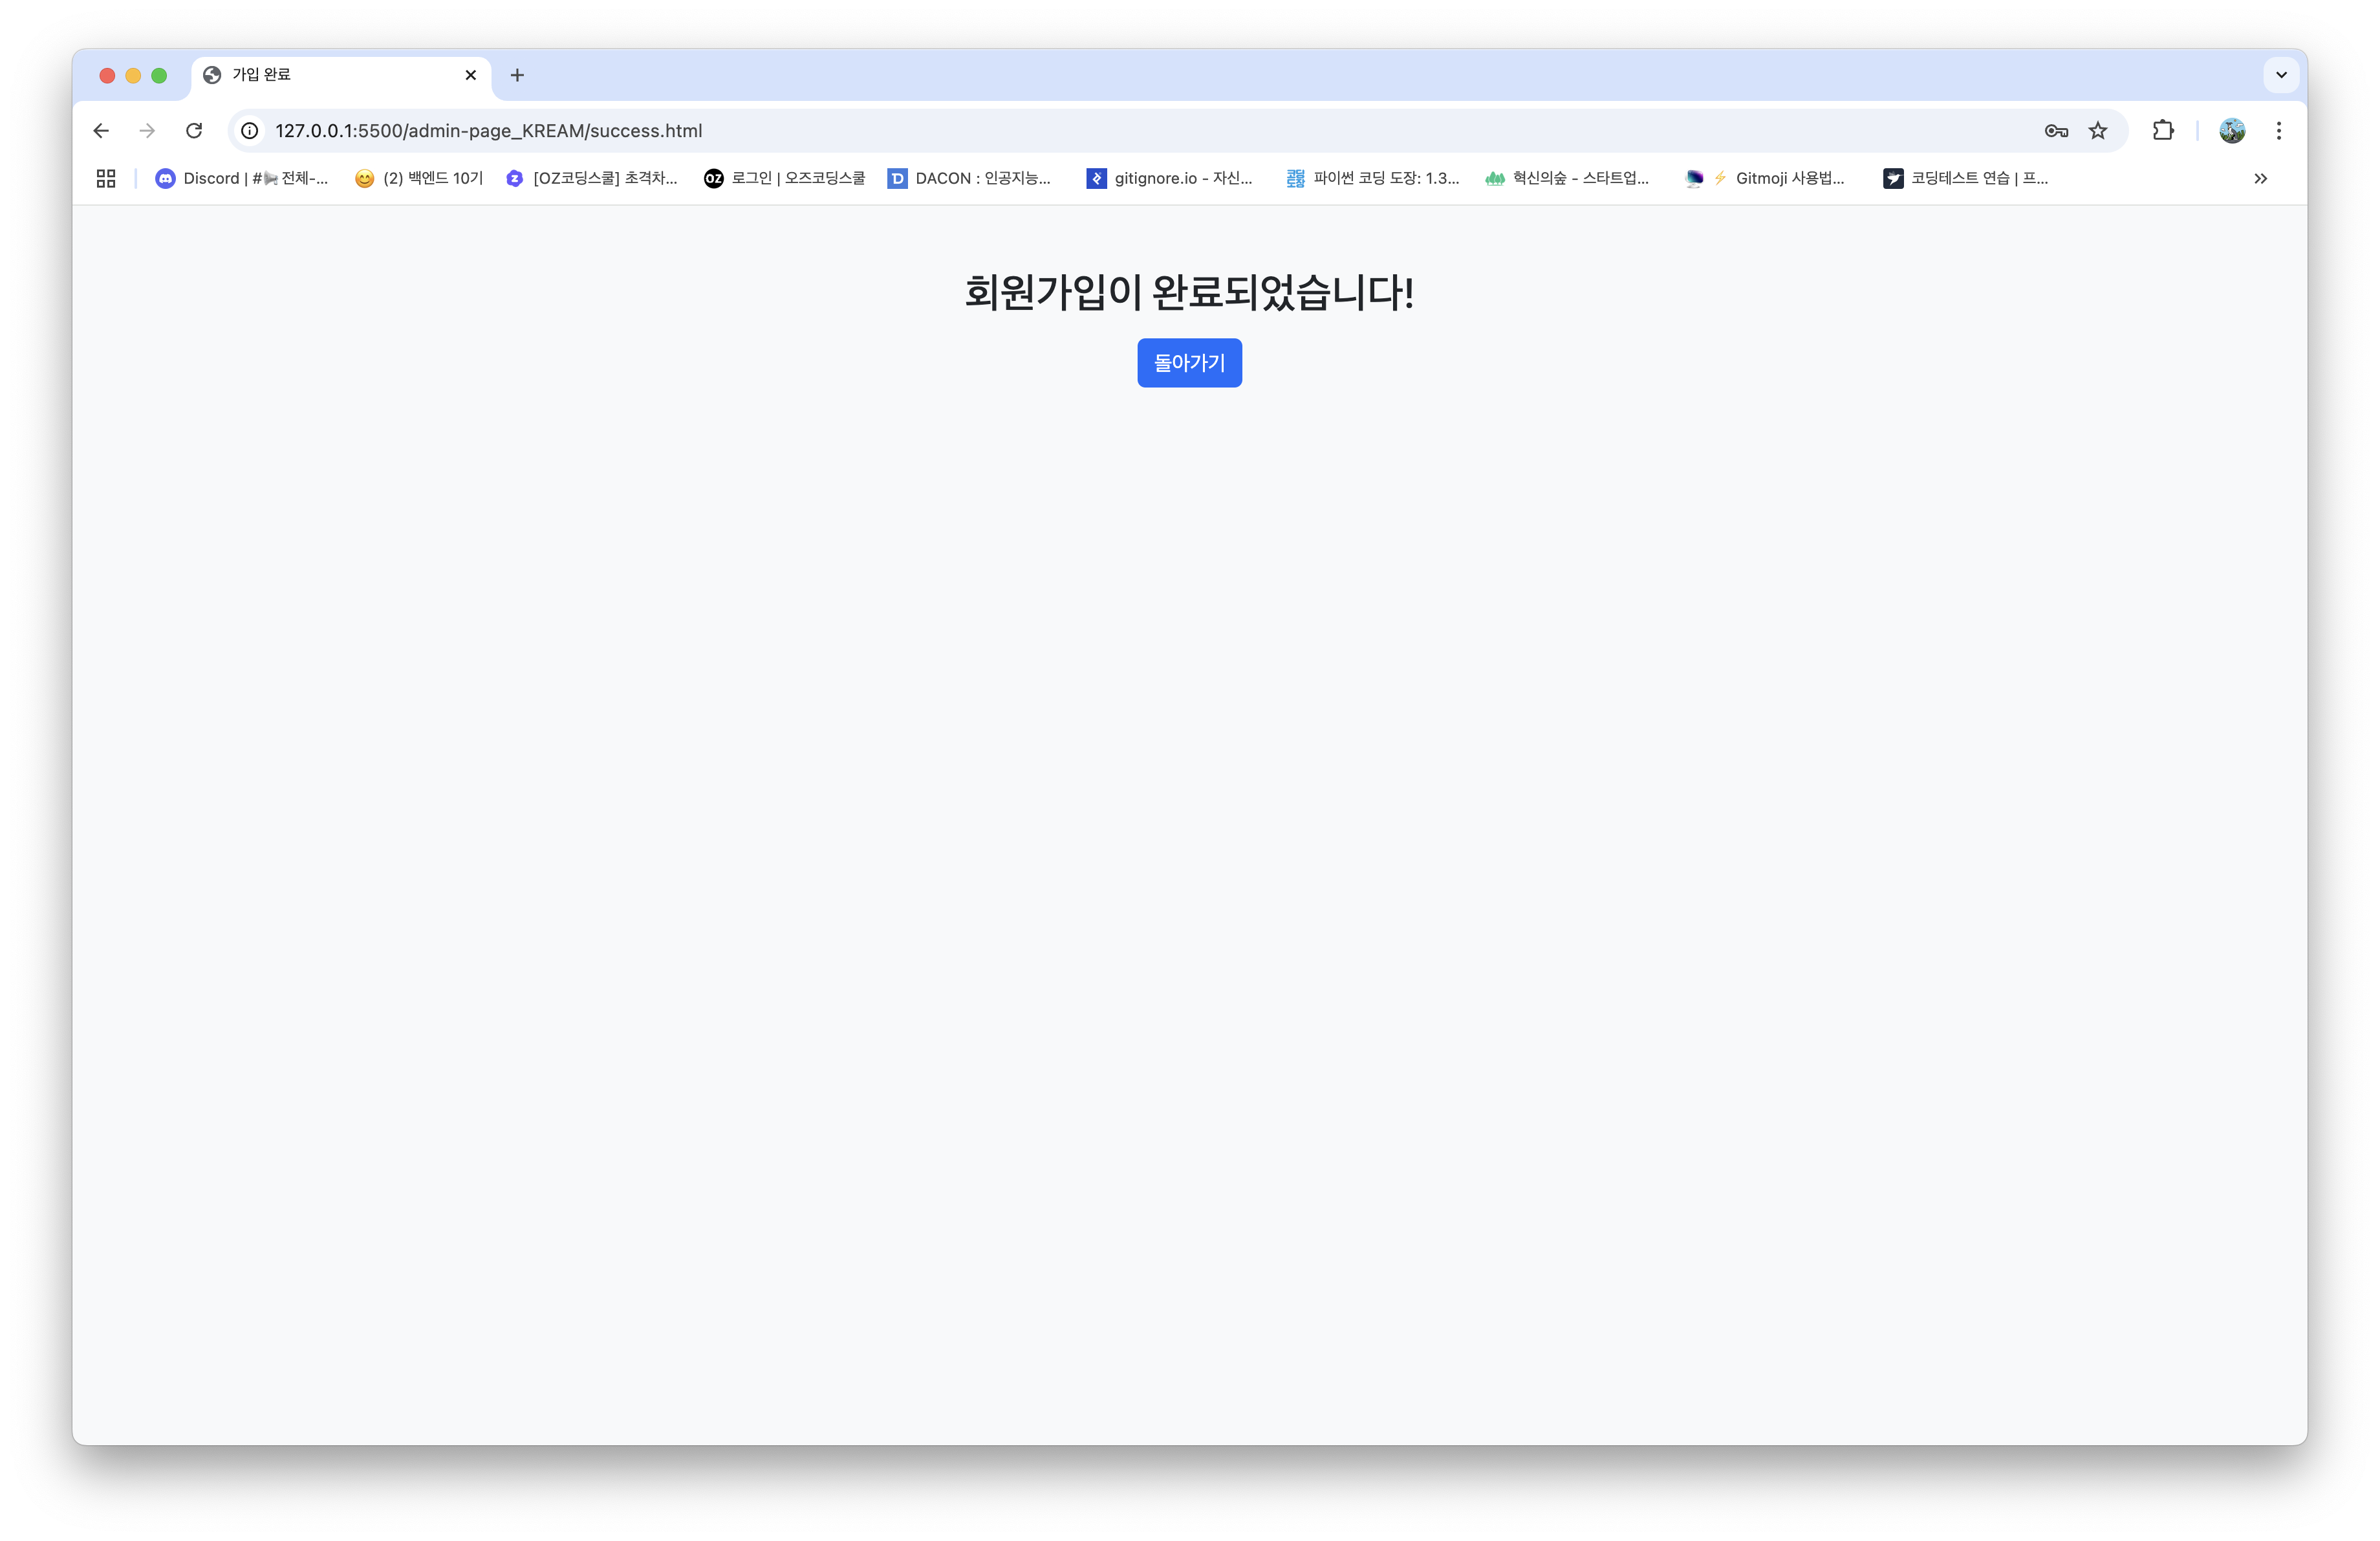 가입 완료
127.0.0.1:5500/admin-page_KREAM/success.html
Discord | #📢전체-...
(2) 백엔드 10기
[OZ코딩스쿨] 초격차...
OZ 로그인 | 오즈코딩스쿨
DACON : 인공지능...
gitignore.io - 자신...
코딩도장 파이썬 코딩 도장: 1.3...
혁신의숲 - 스타트업...
⚡ Gitmoji 사용법...
코딩테스트 연습 | 프...
회원가입이 완료되었습니다!
돌아가기